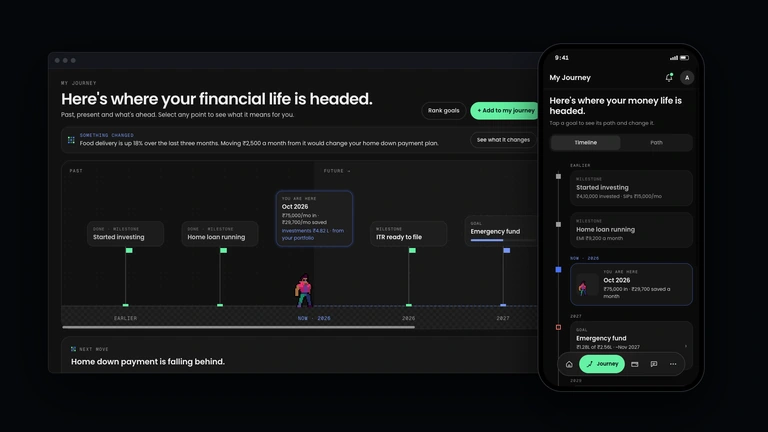 MY JOURNEY
Here's where your financial life is headed.
Past, present and what's ahead. Select any point to see what it means for you.
Rank goals
+ Add to my journey
SOMETHING CHANGED
Food delivery is up 18% over the last three months. Moving ₹2,500 a month from it would change your home down payment plan.
See what it changes
PAST
FUTURE →
DONE · MILESTONE
Started investing
DONE · MILESTONE
Home loan running
YOU ARE HERE
Oct 2026
₹75,000/mo in ·
₹29,700/mo saved
Investments ₹4.82 L · from
your portfolio
MILESTONE
ITR ready to file
GOAL
Emergency fund
EARLIER
NOW · 2026
2026
2027
NEXT MOVE
Home down payment is falling behind.
9:41
My Journey
A
Here's where your money life is
headed.
Tap a goal to see its path and change it.
Timeline
Path
EARLIER
MILESTONE
Started investing
₹4,10,000 invested · SIPs ₹15,000/mo
MILESTONE
Home loan running
EMI ₹9,200 a month
NOW · 2026
YOU ARE HERE
Oct 2026
₹75,000 in · ₹29,700 saved a
month
2027
GOAL
Emergency fund
₹1.28L of ₹2.56L · ~Nov 2027
Journey